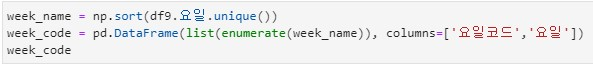 week_name = np.sort(df9.요일.unique())
week_code = pd.DataFrame(list(enumerate(week_name)), columns=['요일코드','요일'])
week_code